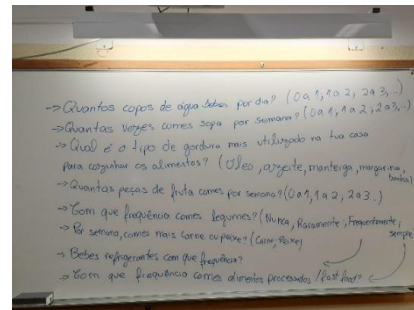 -> Quantos copos de água bebes por dia? (0 a 1, 1 a 2, 2 a 3,..)
-> Quantas vezes comes sopa por semana? (0 a 1, 1 a 2, 2 a 3,..)
-> Qual é o tipo de gordura mais utilizado na tua casa
para cozinhar os alimentos? (Óleo, azeite, manteiga, margarina,
banha)
-> Quantas peças de fruta comes por semana? (0 a 1, 1 a 2, 2 a 3..)
-> Com que frequência comes legumes? (Nunca, Raramente, Frequentemente,
sempre
-> Por semana, comes mais carne ou peixe? (Carne, Peixe)
-> Bebes refrigerantes com que frequência?
-> Com que frequência comes alimentos processados / fast food?